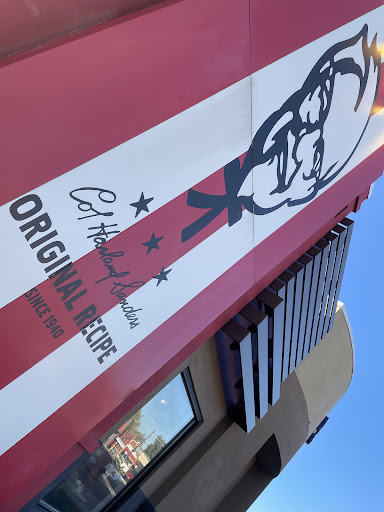 Col Harland Sanders
ORIGINAL RECIPE
SINCE 1940